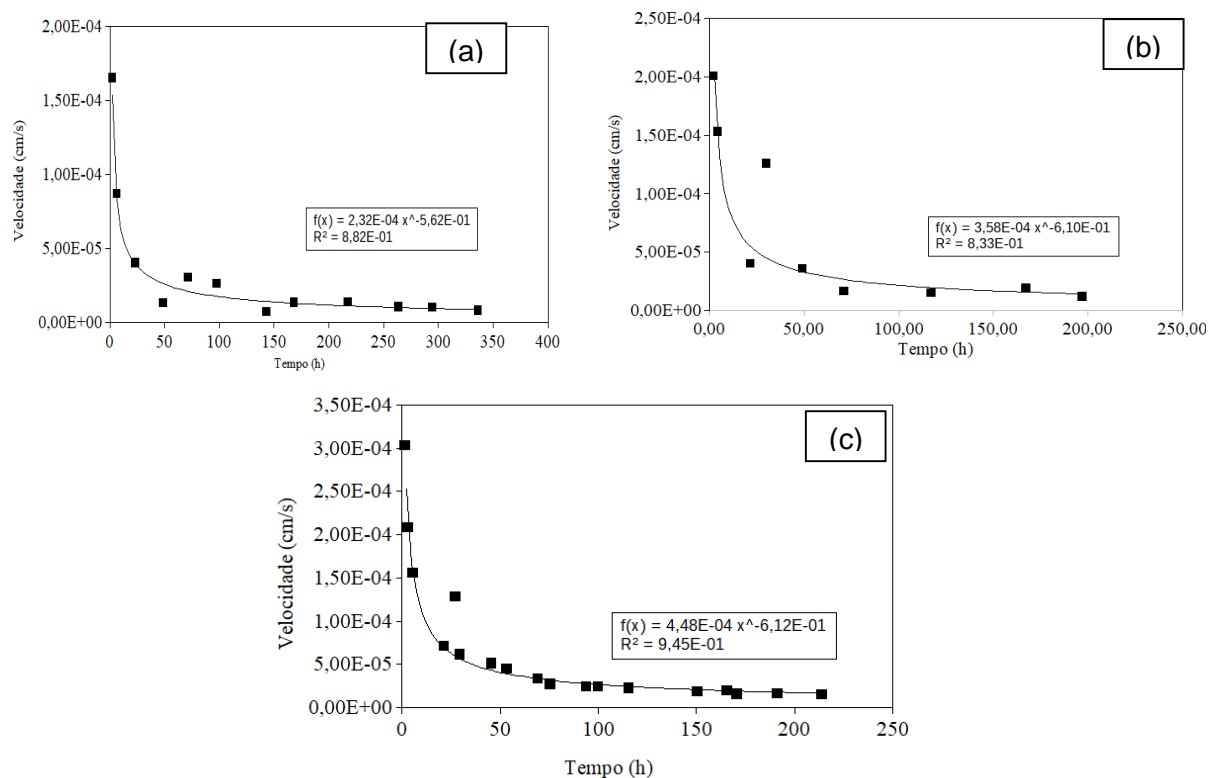 (a)
Velocidade (cm/s)
2,00E-04
1,50E-04
1,00E-04
5,00E-05
0,00E+00
f(x) = 2,32E-04 x^-5,62E-01
R² = 8,82E-01
0 50 100 150 200 250 300 350 400
Tempo (h)
(b)
Velocidade (cm/s)
2,50E-04
2,00E-04
1,50E-04
1,00E-04
5,00E-05
0,00E+00
f(x) = 3,58E-04 x^-6,10E-01
R² = 8,33E-01
0,00 50,00 100,00 150,00 200,00 250,00
Tempo (h)
(c)
Velocidade (cm/s)
3,50E-04
3,00E-04
2,50E-04
2,00E-04
1,50E-04
1,00E-04
5,00E-05
0,00E+00
f(x) = 4,48E-04 x^-6,12E-01
R² = 9,45E-01
0 50 100 150 200 250
Tempo (h)